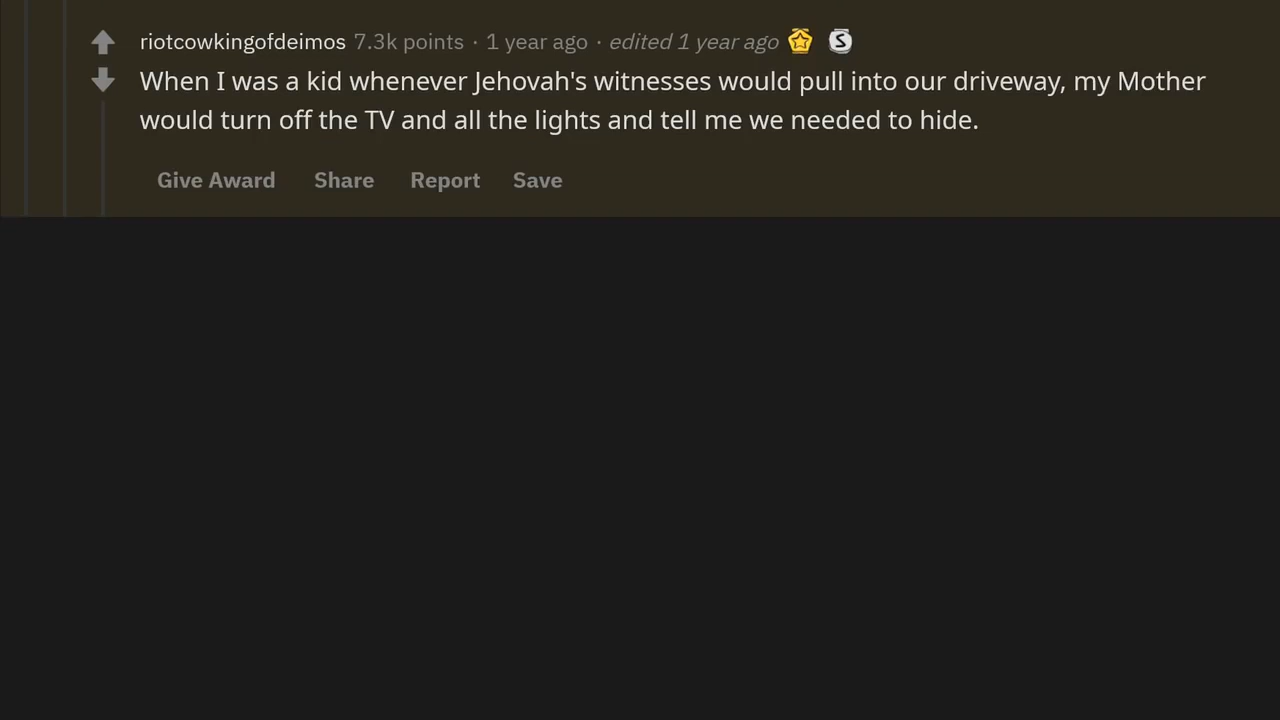 riotcowkingofdeimos 7.3k points · 1 year ago · edited 1 year ago S
When I was a kid whenever Jehovah's witnesses would pull into our driveway, my Mother
would turn off the TV and all the lights and tell me we needed to hide.
Give Award Share Report Save